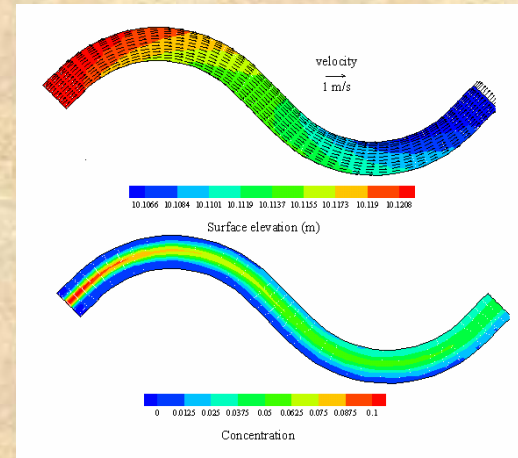 velocity
1 m/s
10.1066 10.1084 10.1101 10.1119 10.1137 10.1155 10.1173 10.119 10.1208
Surface elevation (m)
0 0.0125 0.025 0.0375 0.05 0.0625 0.075 0.0875 0.1
Concentration